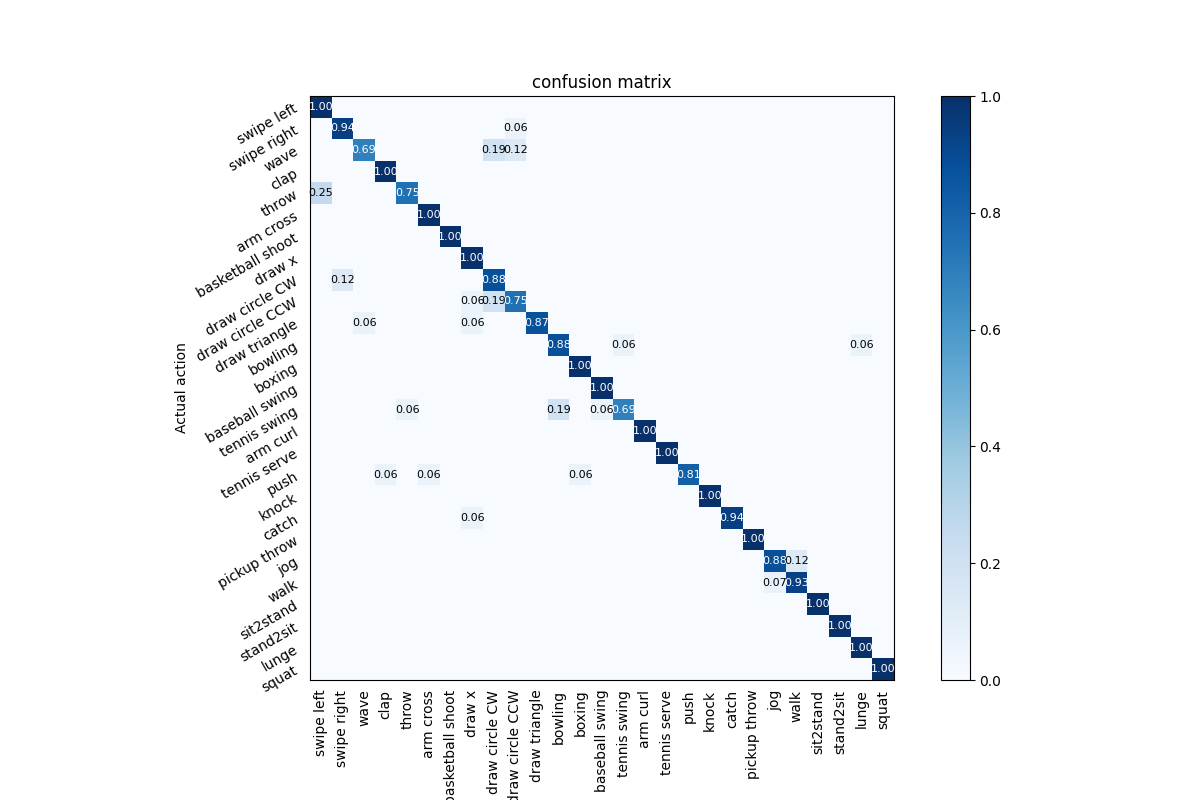 confusion matrix
swipe left 1.00
swipe right 0.94 0.06
wave 0.69 0.19 0.12
clap 1.00
throw 0.25 0.75
arm cross 1.00
basketball shoot 1.00
draw x 1.00
draw circle CW 0.12 0.88
draw circle CCW 0.06 0.19 0.75
draw triangle 0.06 0.06 0.87
bowling 0.88 0.06 0.06
boxing 1.00
baseball swing 1.00
tennis swing 0.06 0.19 0.06 0.69
arm curl 1.00
tennis serve 1.00
push 0.06 0.06 0.06 0.81
knock 1.00
catch 0.06 0.94
pickup throw 1.00
jog 0.88 0.12
walk 0.07 0.93
sit2stand 1.00
stand2sit 1.00
lunge 1.00
squat 1.00
Actual action
swipe left
swipe right
wave
clap
throw
arm cross
basketball shoot
draw x
draw circle CW
draw circle CCW
draw triangle
bowling
boxing
baseball swing
tennis swing
arm curl
tennis serve
push
knock
catch
pickup throw
jog
walk
sit2stand
stand2sit
lunge
squat
1.0
0.8
0.6
0.4
0.2
0.0